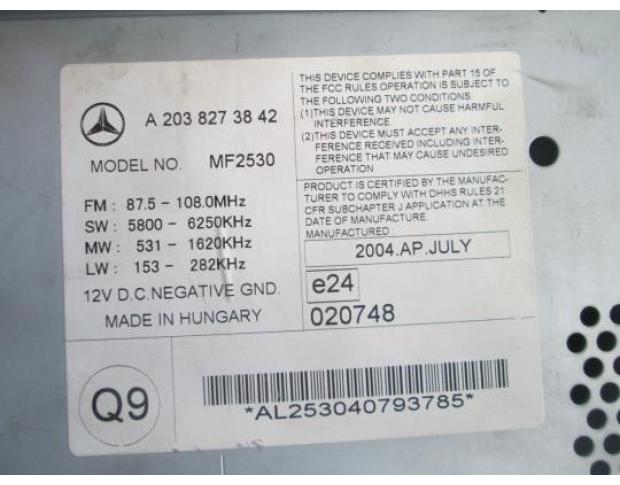 A 203 827 38 42
MODEL NO. MF2530
FM : 87.5 - 108.0MHz
SW : 5800 - 6250KHz
MW : 531 - 1620KHz
LW : 153 - 282KHz
12V D.C.NEGATIVE GND.
MADE IN HUNGARY
THIS DEVICE COMPLIES WITH PART 15 OF
THE FCC RULES OPERATION IS SUBJECT TO
THE FOLLOWING TWO CONDITIONS:
(1)THIS DEVICE MAY NOT CAUSE HARMFUL
INTERFERENCE
(2)THIS DEVICE MUST ACCEPT ANY INTER-
FERENCE RECEIVED INCLUDING INTER-
FERENCE THAT MAY CAUSE UNDESIRED
OPERATION
PRODUCT IS CERTIFIED BY THE MANUFAC-
TURER TO COMPLY WITH DHHS RULES 21
CFR SUBCHAPTER J APPLICATION AT THE
DATE OF MANUFACTURE
MANUFACTURED :
2004.AP.JULY
e24
020748
Q9
*AL253040793785*